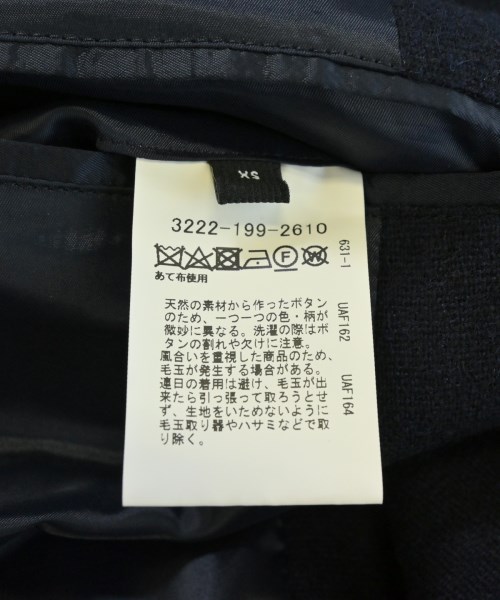 XS
3222-199-2610
F W
あて布使用
天然の素材から作ったボタン
のため、一つ一つの色・柄が
微妙に異なる。洗濯の際はボ
タンの割れや欠けに注意。
風合いを重視した商品のため、
毛玉が発生する場合がある。
連日の着用は避け、毛玉が出
来たら引っ張って取ろうとせ
ず、生地をいためないように
毛玉取り器やハサミなどで取
り除く。
631-1 UAF162 UAF164